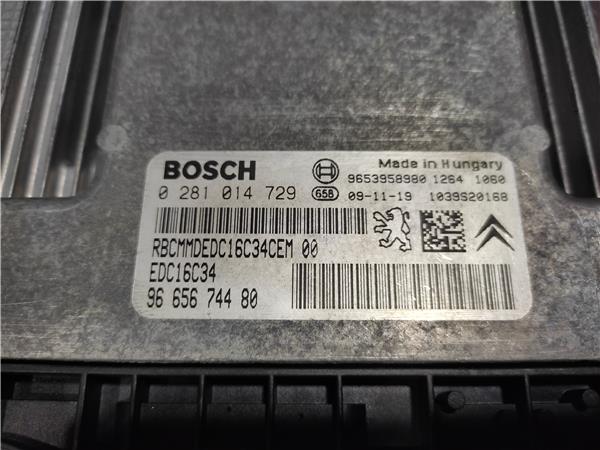 BOSCH
Made in Hungary
9653958980 1264 1060
0 281 014 729
658
09-11-19 1039S20168
RBCMMDEDC16C34CEM 00
EDC16C34
96 656 744 80